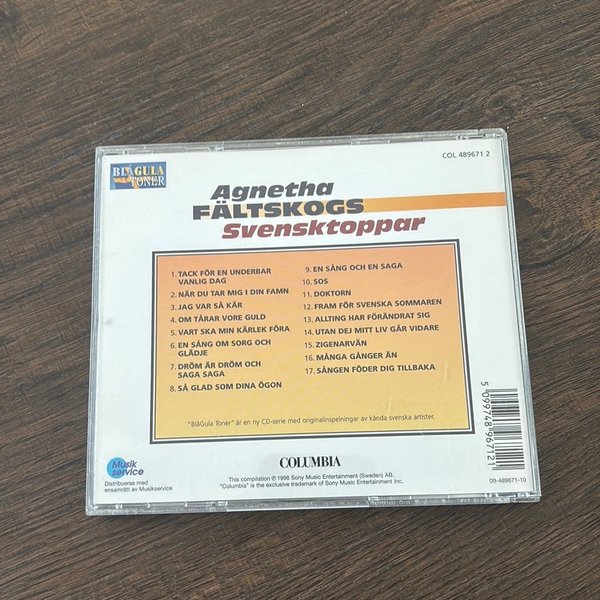 BLÅGULA
TONER
COL 489671 2
Agnetha
FÄLTSKOGS
Svensktoppar
1. TACK FÖR EN UNDERBAR
VANLIG DAG
2. NÄR DU TAR MIG I DIN FAMN
3. JAG VAR SÅ KÄR
4. OM TÅRAR VORE GULD
5. VART SKA MIN KÄRLEK FÖRA
6. EN SÅNG OM SORG OCH
GLÄDJE
7. DRÖM ÄR DRÖM OCH
SAGA SAGA
8. SÅ GLAD SOM DINA ÖGON
9. EN SÅNG OCH EN SAGA
10. SOS
11. DOKTORN
12. FRAM FÖR SVENSKA SOMMAREN
13. ALLTING HAR FÖRÄNDRAT SIG
14. UTAN DEJ MITT LIV GÅR VIDARE
15. ZIGENARVÄN
16. MÅNGA GÅNGER ÄN
17. SÅNGEN FÖDER DIG TILLBAKA
"BlåGula Toner" är en ny CD-serie med originalinspelningar av kända svenska artister.
5 099748 967121
Musik
service
Distribueras med
ensamrätt av Musikservice
COLUMBIA
This compilation ℗ 1998 Sony Music Entertainment (Sweden) AB.
"Columbia" is the exclusive trademark of Sony Music Entertainment Inc.
09-489671-10